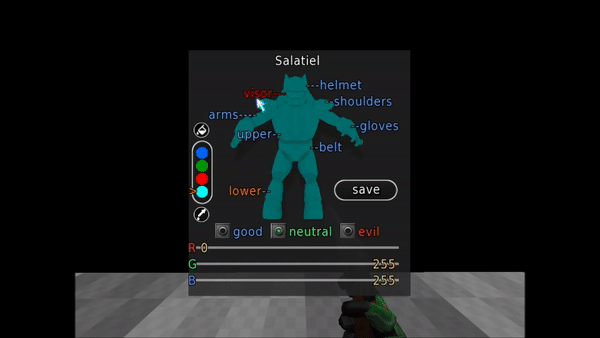 Salatiel
--helmet
visor--
--shoulders
arms----
--gloves
upper--
--belt
>
lower--
save
good neutral evil
R 0
G 255
B 255